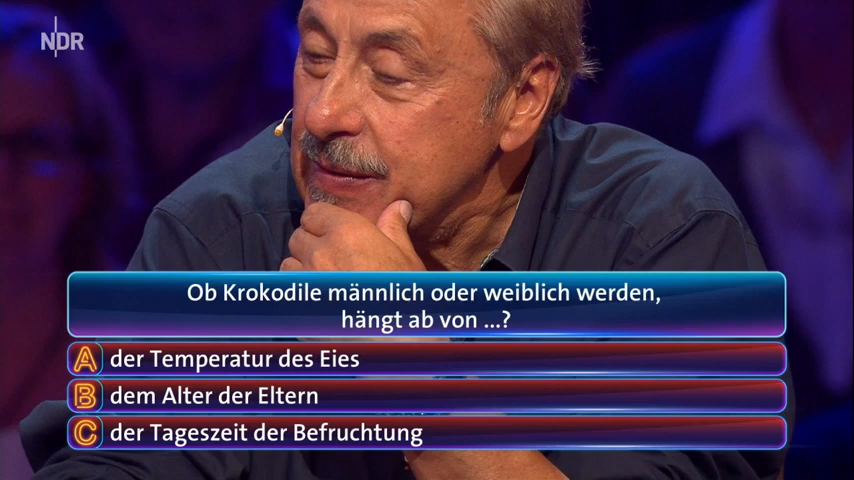 NDR
Ob Krokodile männlich oder weiblich werden,
hängt ab von ...?
A der Temperatur des Eies
B dem Alter der Eltern
C der Tageszeit der Befruchtung